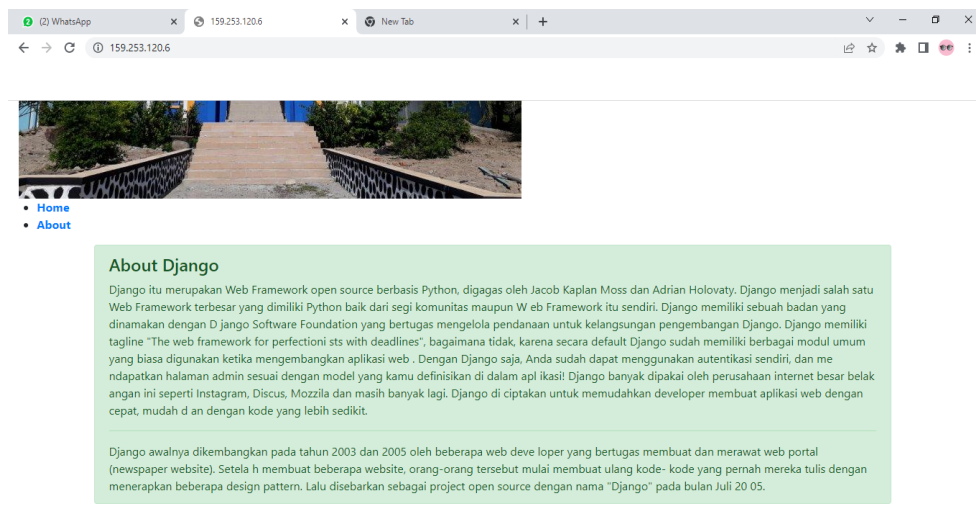 2 (2) WhatsApp
159.253.120.6
New Tab
159.253.120.6
Home
About
About Django
Django itu merupakan Web Framework open source berbasis Python, digagas oleh Jacob Kaplan Moss dan Adrian Holovaty. Django menjadi salah satu
Web Framework terbesar yang dimiliki Python baik dari segi komunitas maupun W eb Framework itu sendiri. Django memiliki sebuah badan yang
dinamakan dengan D jango Software Foundation yang bertugas mengelola pendanaan untuk kelangsungan pengembangan Django. Django memiliki
tagline "The web framework for perfectioni sts with deadlines", bagaimana tidak, karena secara default Django sudah memiliki berbagai modul umum
yang biasa digunakan ketika mengembangkan aplikasi web . Dengan Django saja, Anda sudah dapat menggunakan autentikasi sendiri, dan me
ndapatkan halaman admin sesuai dengan model yang kamu definisikan di dalam apl ikasi! Django banyak dipakai oleh perusahaan internet besar belak
angan ini seperti Instagram, Discus, Mozzila dan masih banyak lagi. Django di ciptakan untuk memudahkan developer membuat aplikasi web dengan
cepat, mudah d an dengan kode yang lebih sedikit.
Django awalnya dikembangkan pada tahun 2003 dan 2005 oleh beberapa web deve loper yang bertugas membuat dan merawat web portal
(newspaper website). Setela h membuat beberapa website, orang-orang tersebut mulai membuat ulang kode- kode yang pernah mereka tulis dengan
menerapkan beberapa design pattern. Lalu disebarkan sebagai project open source dengan nama "Django" pada bulan Juli 20 05.